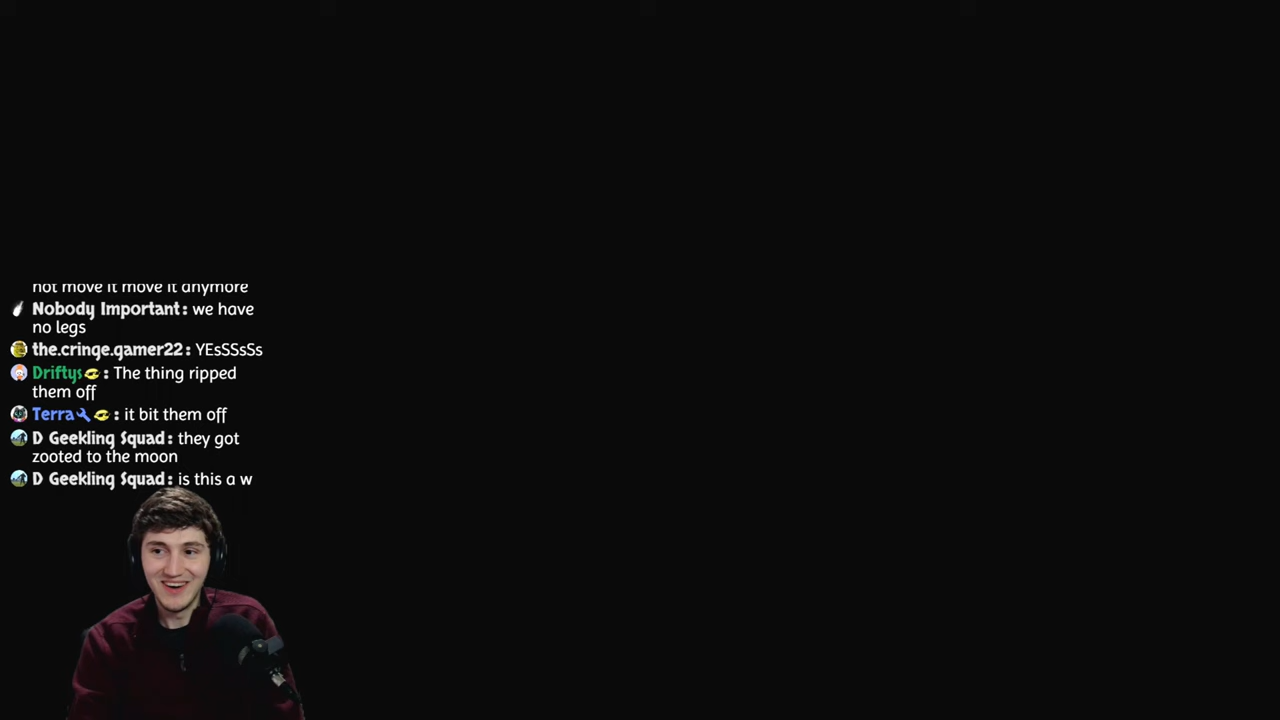 not move it move it anymore
Nobody Important: we have
no legs
the.cringe.gamer22: YEsSSsSs
Driftys: The thing ripped
them off
Terra: it bit them off
D Geekling Squad: they got
zooted to the moon
D Geekling Squad: is this a w